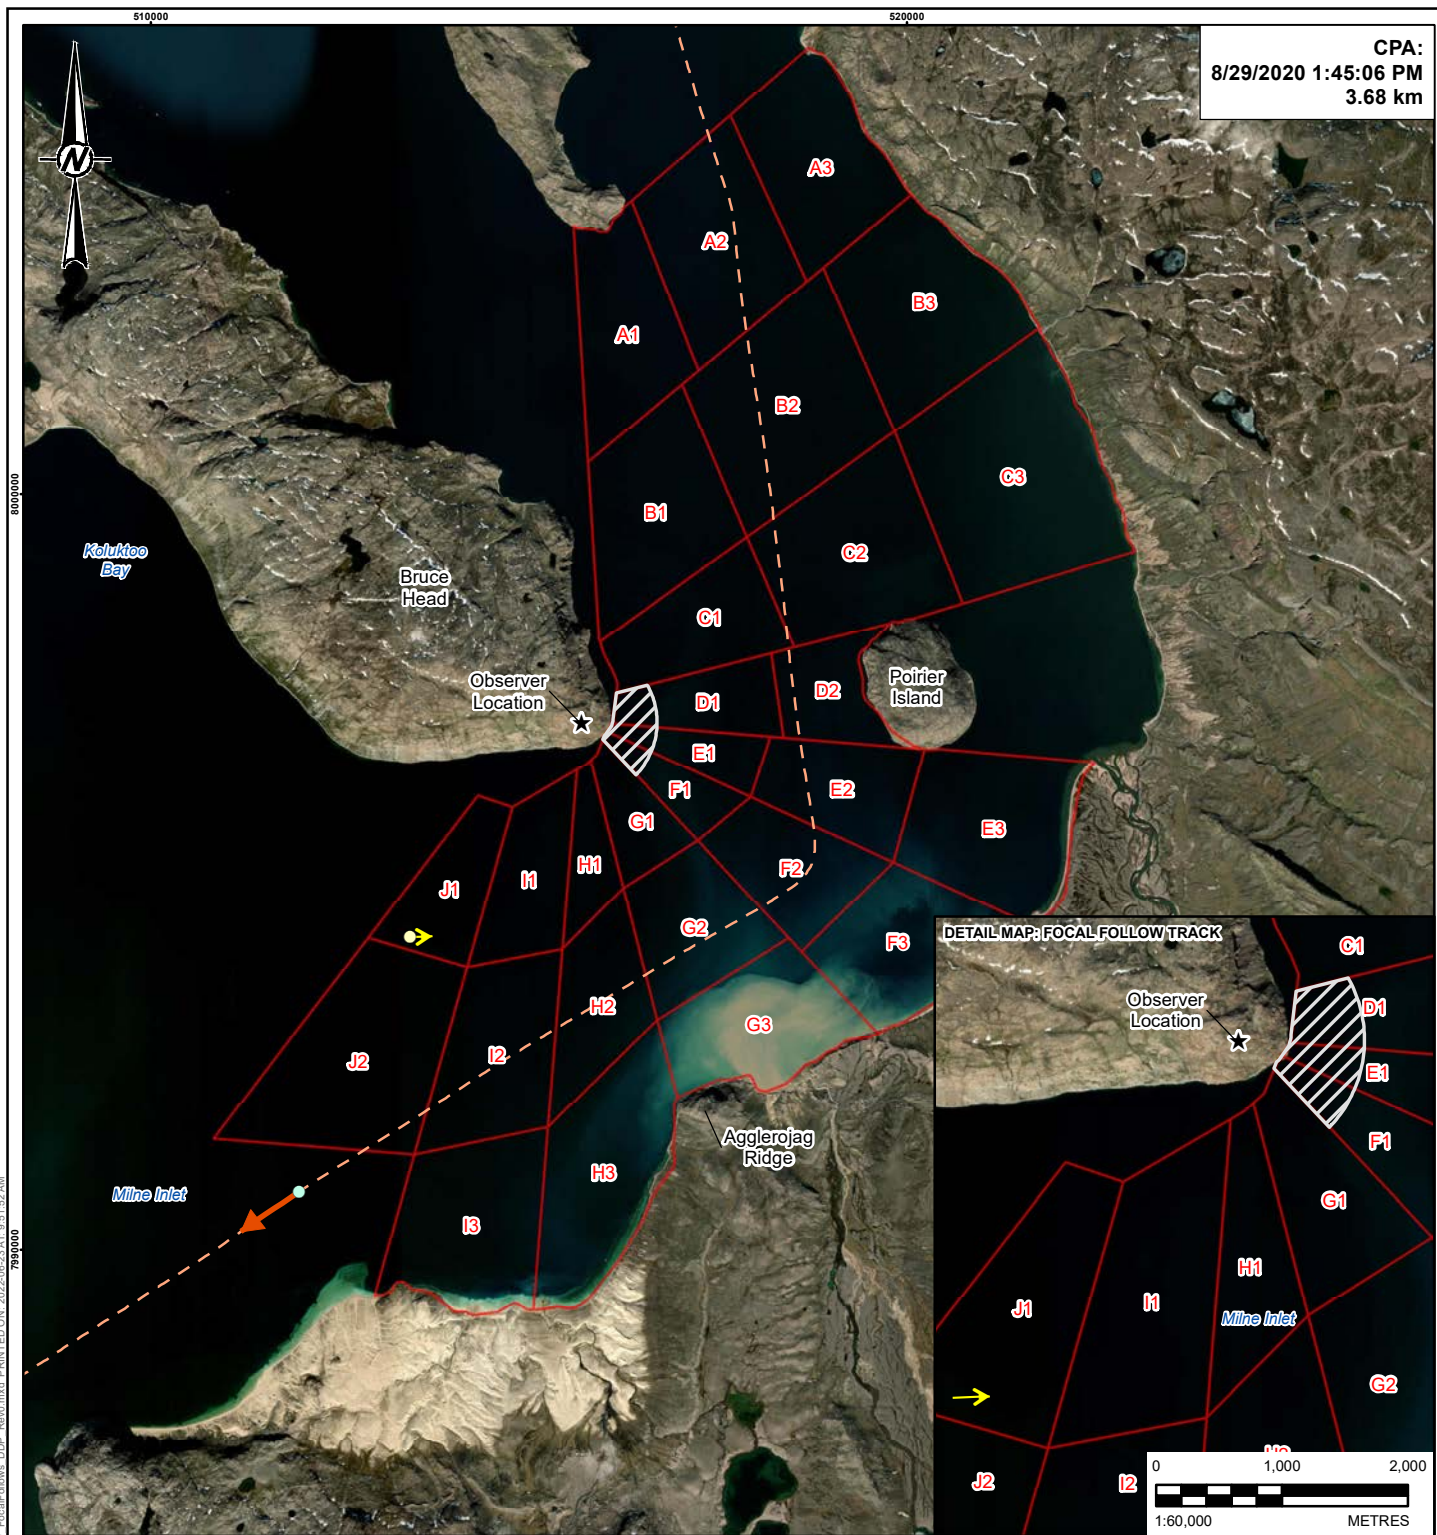 510000
520000
CPA:
8/29/2020 1:45:06 PM
3.68 km
N
A3
A2
B3
A1
B2
C3
8000000
B1
Koluktoo
Bay
C2
Bruce
Head
C1
Observer
Location
Poirier
Island
D2
D1
E1
F1
E2
G1
E3
H1
F2
I1
J1
G2
F3
H2
G3
I2
J2
Agglerojag
Ridge
H3
Milne Inlet
I3
7990000
DETAIL MAP: FOCAL FOLLOW TRACK
C1
Observer
Location
D1
E1
F1
G1
H1
J1
I1
Milne Inlet
G2
J2
I2
H2
0 1,000 2,000
1:60,000 METRES